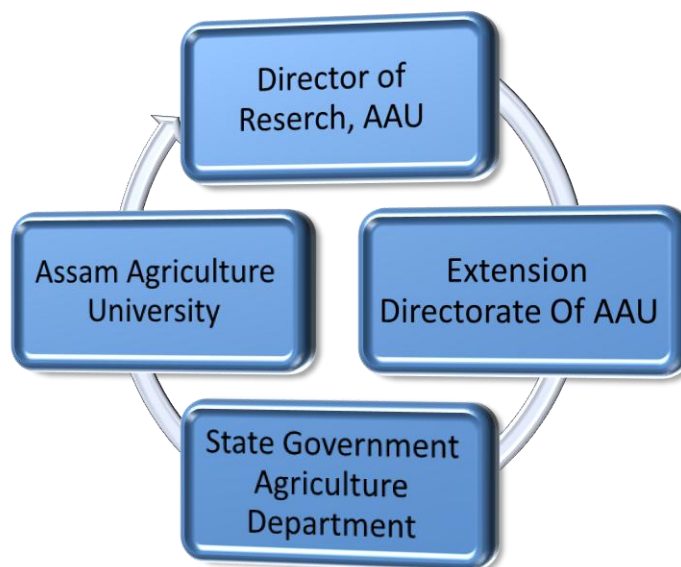 Director of
Reserch, AAU
Assam Agriculture
University
Extension
Directorate Of AAU
State Government
Agriculture
Department